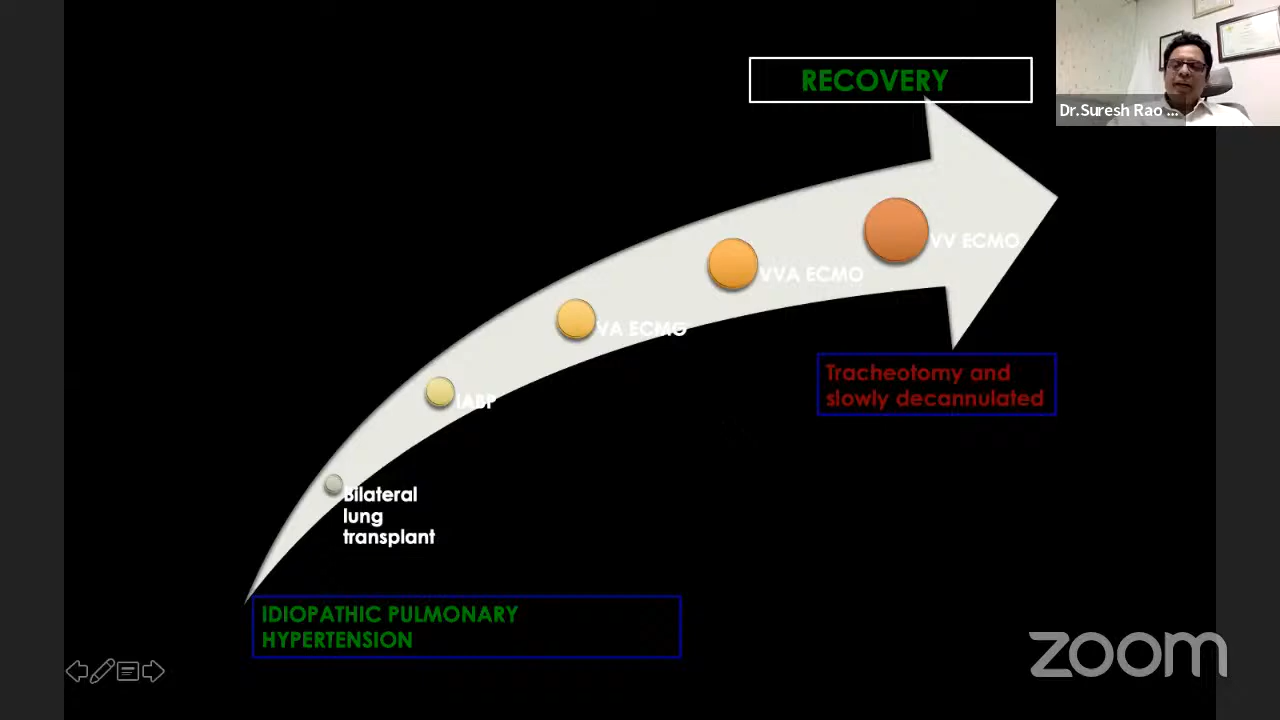 RECOVERY
Dr.Suresh Rao ...
VV ECMO
VVA ECMO
VA ECMO
IABP
Tracheotomy and
slowly decannulated
Bilateral
lung
transplant
IDIOPATHIC PULMONARY
HYPERTENSION
zoom